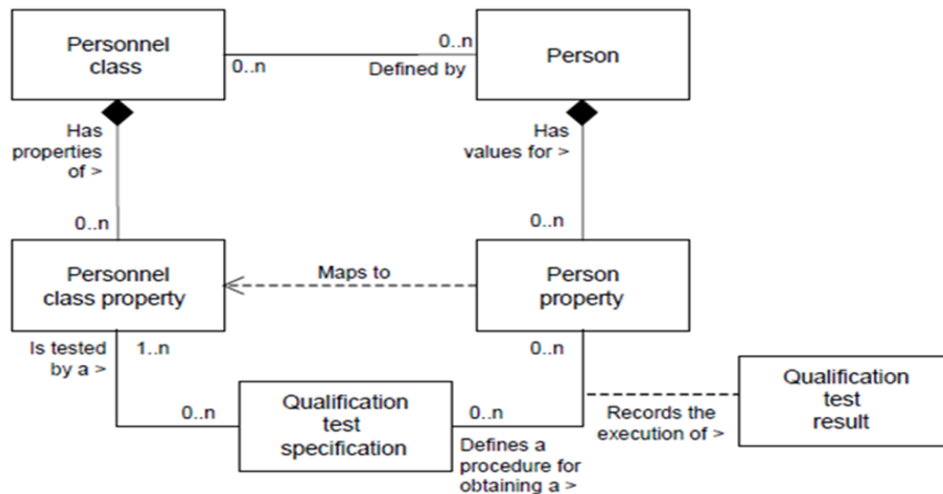 Personnel
class
0..n
0..n
Defined by
Person
Has
properties
of >
Has
values for >
0..n
0..n
Personnel
class property
Maps to
Person
property
Is tested
by a >
1..n
0..n
0..n
Qualification
test
specification
0..n
Defines a
procedure for
obtaining a >
Records the
execution of >
Qualification
test
result